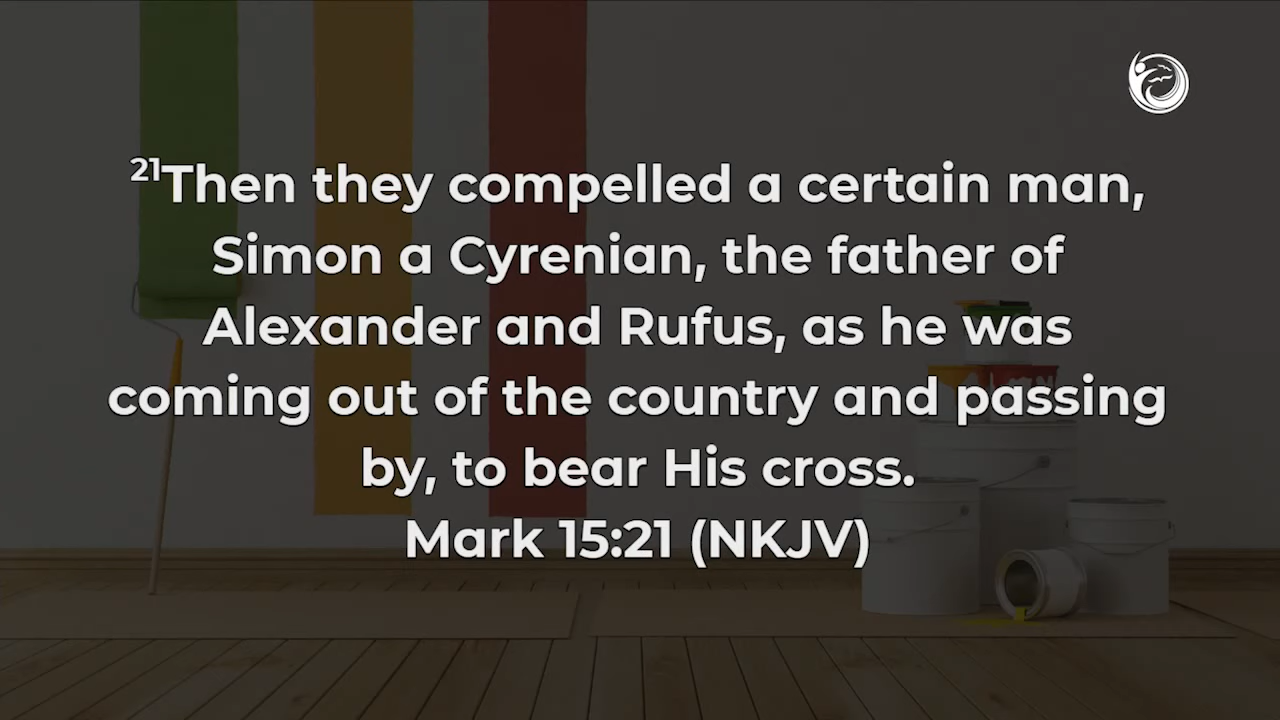 21Then they compelled a certain man,
Simon a Cyrenian, the father of
Alexander and Rufus, as he was
coming out of the country and passing
by, to bear His cross.
Mark 15:21 (NKJV)